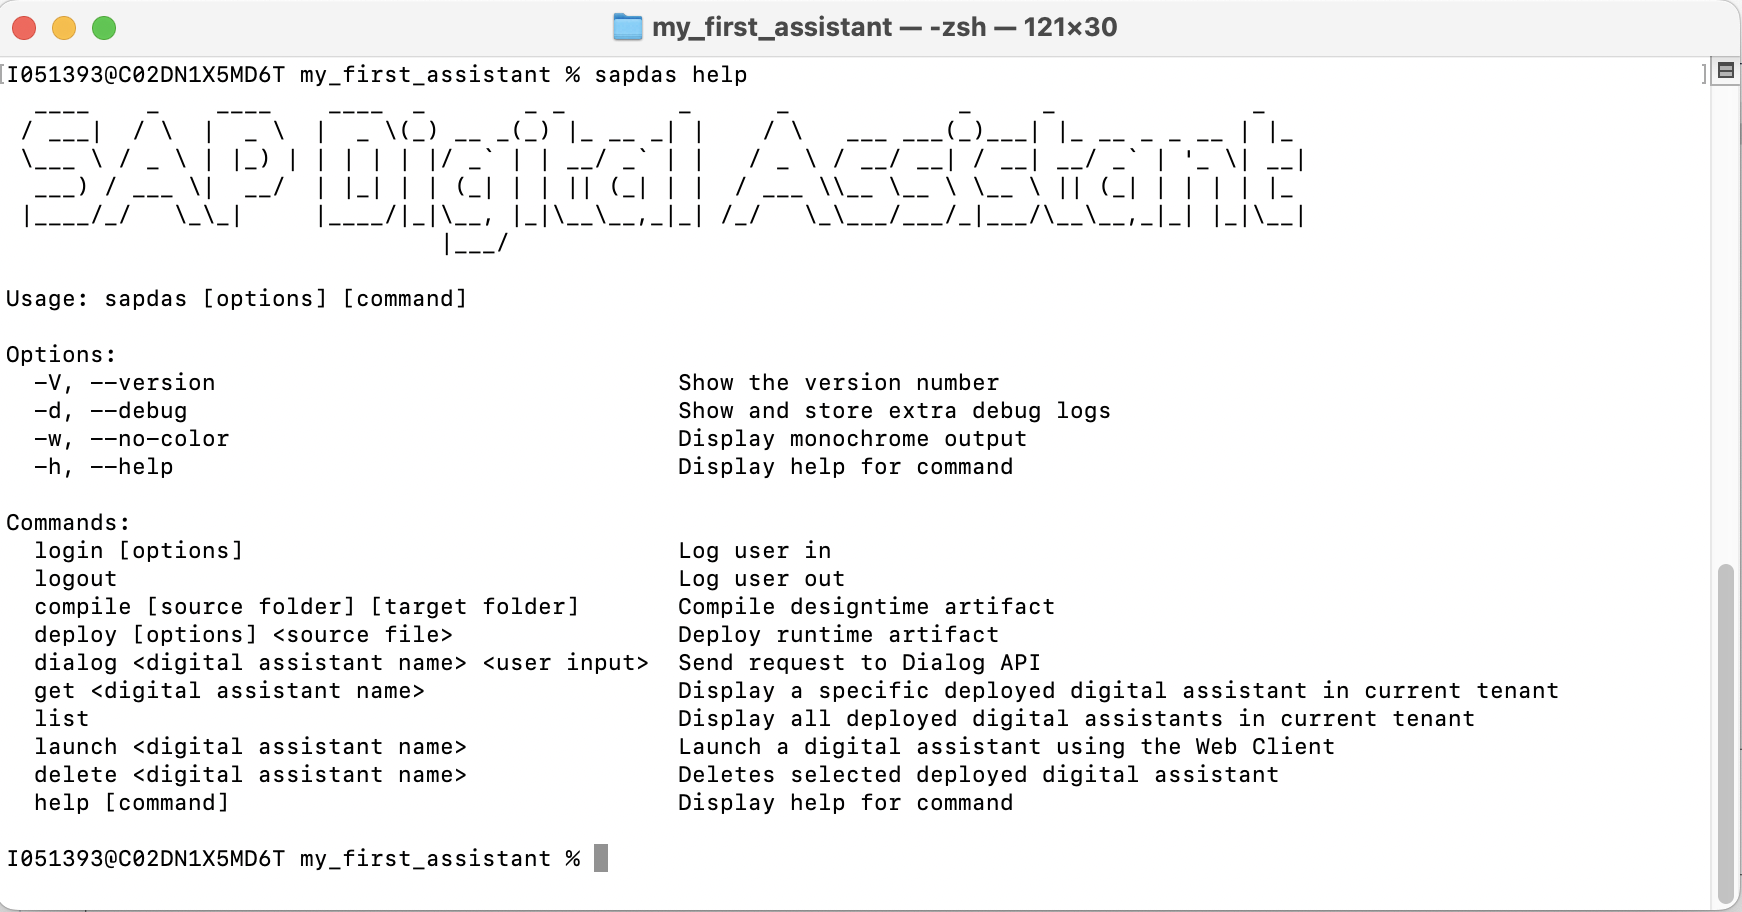 my_first_assistant — -zsh — 121×30
[I051393@C02DN1X5MD6T my_first_assistant % sapdas help ]
SAP Digital Assistant
Usage: sapdas [options] [command]
Options:
-V, --version Show the version number
-d, --debug Show and store extra debug logs
-w, --no-color Display monochrome output
-h, --help Display help for command
Commands:
login [options] Log user in
logout Log user out
compile [source folder] [target folder] Compile designtime artifact
deploy [options] <source file> Deploy runtime artifact
dialog <digital assistant name> <user input> Send request to Dialog API
get <digital assistant name> Display a specific deployed digital assistant in current tenant
list Display all deployed digital assistants in current tenant
launch <digital assistant name> Launch a digital assistant using the Web Client
delete <digital assistant name> Deletes selected deployed digital assistant
help [command] Display help for command
I051393@C02DN1X5MD6T my_first_assistant %